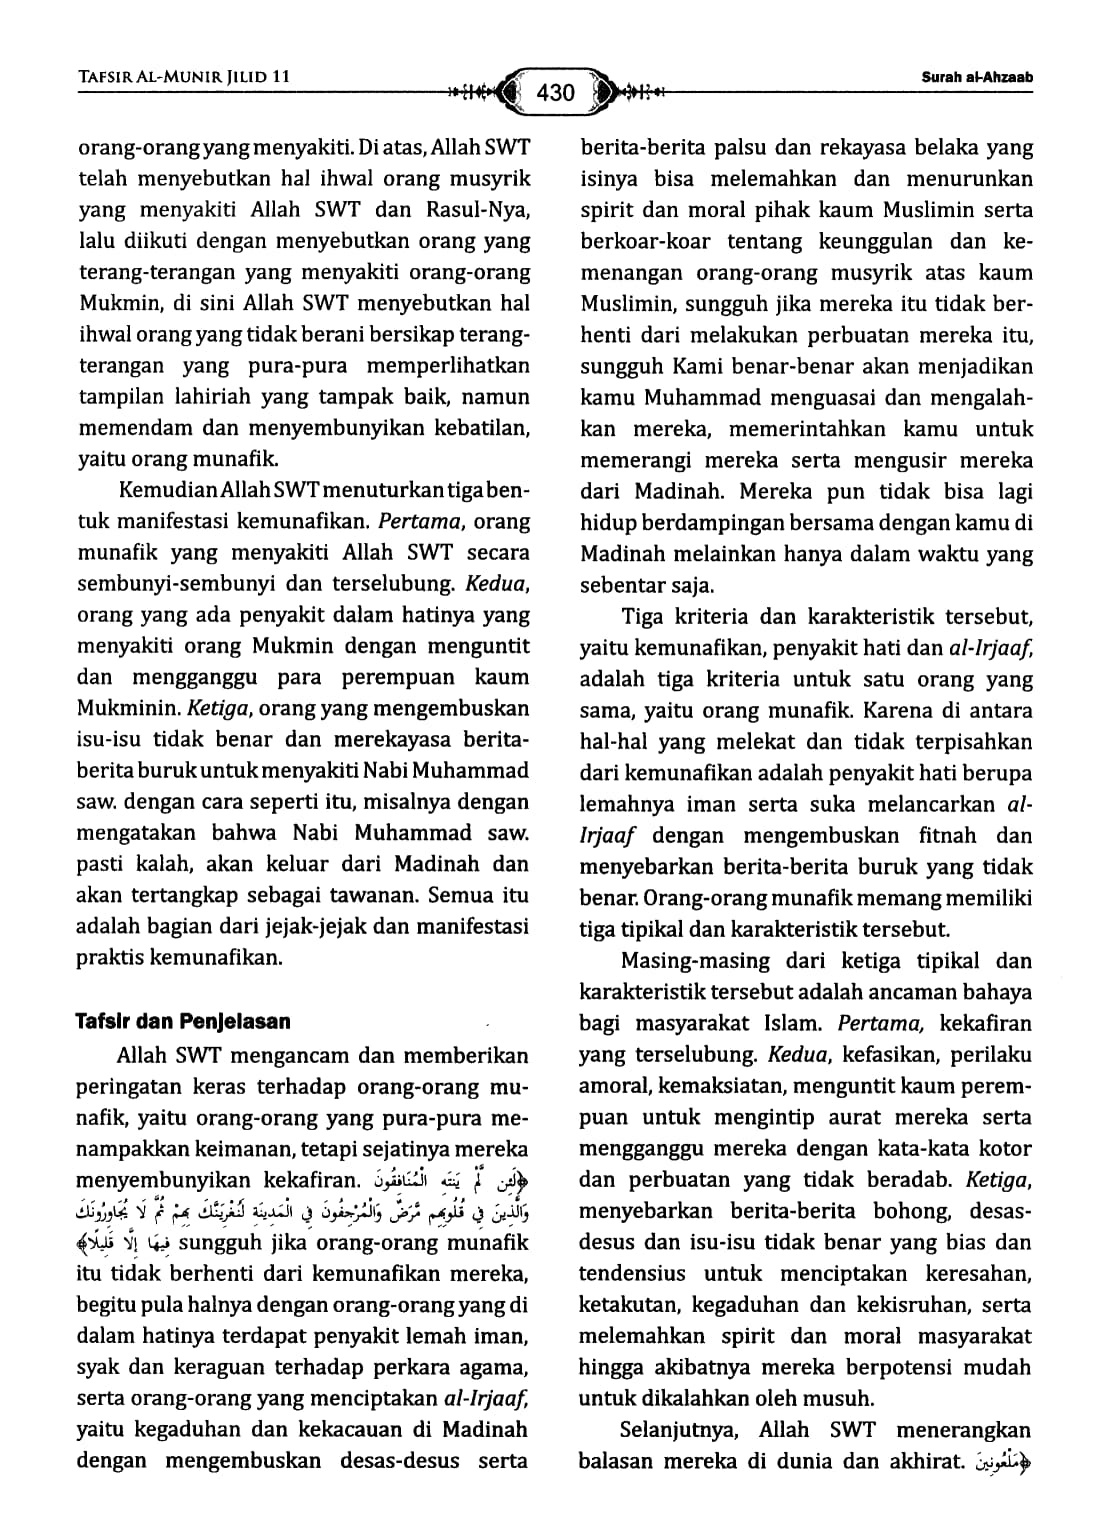 TAFSIR AL-MUNIR JILID 11
430
Surah al-Ahzaab
orang-orang yang menyakiti. Di atas, Allah SWT
telah menyebutkan hal ihwal orang musyrik
yang menyakiti Allah SWT dan Rasul-Nya,
lalu diikuti dengan menyebutkan orang yang
terang-terangan yang menyakiti orang-orang
Mukmin, di sini Allah SWT menyebutkan hal
ihwal orang yang tidak berani bersikap terang-
terangan yang pura-pura memperlihatkan
tampilan lahiriah yang tampak baik, namun
memendam dan menyembunyikan kebatilan,
yaitu orang munafik.
Kemudian Allah SWT menuturkan tiga ben-
tuk manifestasi kemunafikan. Pertama, orang
munafik yang menyakiti Allah SWT secara
sembunyi-sembunyi dan terselubung. Kedua,
orang yang ada penyakit dalam hatinya yang
menyakiti orang Mukmin dengan menguntit
dan mengganggu para perempuan kaum
Mukminin. Ketiga, orang yang mengembuskan
isu-isu tidak benar dan merekayasa berita-
berita buruk untuk menyakiti Nabi Muhammad
saw. dengan cara seperti itu, misalnya dengan
mengatakan bahwa Nabi Muhammad saw.
pasti kalah, akan keluar dari Madinah dan
akan tertangkap sebagai tawanan. Semua itu
adalah bagian dari jejak-jejak dan manifestasi
praktis kemunafikan.
Tafsir dan Penjelasan
Allah SWT mengancam dan memberikan
peringatan keras terhadap orang-orang mu-
nafik, yaitu orang-orang yang pura-pura me-
nampakkan keimanan, tetapi sejatinya mereka
menyembunyikan kekafiran. ﴿لَئِن لَّمْ يَنتَهِ الْمُنَافِقُونَ
وَالَّذِينَ فِي قُلُوبِهِم مَّرَضٌ وَالْمُرْجِفُونَ فِي الْمَدِينَةِ لَنُغْرِيَنَّكَ بِهِمْ ثُمَّ لَا يُجَاوِرُونَكَ
فِيهَا إِلَّا قَلِيلًا﴾ sungguh jika orang-orang munafik
itu tidak berhenti dari kemunafikan mereka,
begitu pula halnya dengan orang-orang yang di
dalam hatinya terdapat penyakit lemah iman,
syak dan keraguan terhadap perkara agama,
serta orang-orang yang menciptakan al-Irjaaf,
yaitu kegaduhan dan kekacauan di Madinah
dengan mengembuskan desas-desus serta
berita-berita palsu dan rekayasa belaka yang
isinya bisa melemahkan dan menurunkan
spirit dan moral pihak kaum Muslimin serta
berkoar-koar tentang keunggulan dan ke-
menangan orang-orang musyrik atas kaum
Muslimin, sungguh jika mereka itu tidak ber-
henti dari melakukan perbuatan mereka itu,
sungguh Kami benar-benar akan menjadikan
kamu Muhammad menguasai dan mengalah-
kan mereka, memerintahkan kamu untuk
memerangi mereka serta mengusir mereka
dari Madinah. Mereka pun tidak bisa lagi
hidup berdampingan bersama dengan kamu di
Madinah melainkan hanya dalam waktu yang
sebentar saja.
Tiga kriteria dan karakteristik tersebut,
yaitu kemunafikan, penyakit hati dan al-Irjaaf,
adalah tiga kriteria untuk satu orang yang
sama, yaitu orang munafik. Karena di antara
hal-hal yang melekat dan tidak terpisahkan
dari kemunafikan adalah penyakit hati berupa
lemahnya iman serta suka melancarkan al-
Irjaaf dengan mengembuskan fitnah dan
menyebarkan berita-berita buruk yang tidak
benar. Orang-orang munafik memang memiliki
tiga tipikal dan karakteristik tersebut.
Masing-masing dari ketiga tipikal dan
karakteristik tersebut adalah ancaman bahaya
bagi masyarakat Islam. Pertama, kekafiran
yang terselubung. Kedua, kefasikan, perilaku
amoral, kemaksiatan, menguntit kaum perem-
puan untuk mengintip aurat mereka serta
mengganggu mereka dengan kata-kata kotor
dan perbuatan yang tidak beradab. Ketiga,
menyebarkan berita-berita bohong, desas-
desus dan isu-isu tidak benar yang bias dan
tendensius untuk menciptakan keresahan,
ketakutan, kegaduhan dan kekisruhan, serta
melemahkan spirit dan moral masyarakat
hingga akibatnya mereka berpotensi mudah
untuk dikalahkan oleh musuh.
Selanjutnya, Allah SWT menerangkan
balasan mereka di dunia dan akhirat. ﴿مَلْعُونِينَ